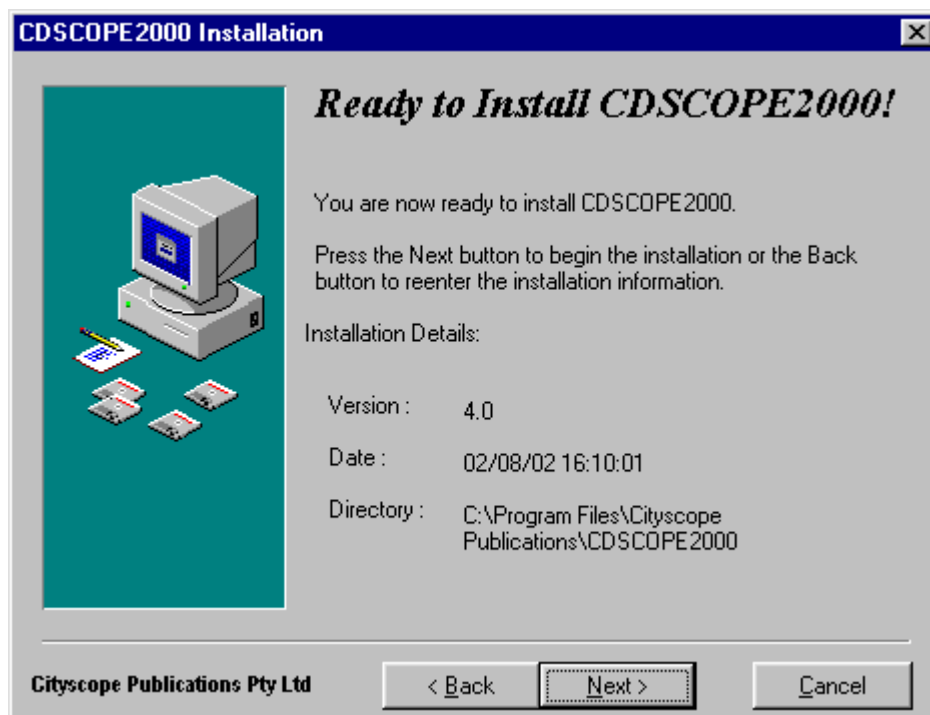 CDSCOPE2000 Installation
Ready to Install CDSCOPE2000!
You are now ready to install CDSCOPE2000.
Press the Next button to begin the installation or the Back
button to reenter the installation information.
Installation Details:
Version : 4.0
Date : 02/08/02 16:10:01
Directory : C:\Program Files\Cityscope
Publications\CDSCOPE2000
Cityscope Publications Pty Ltd
< Back
Next >
Cancel